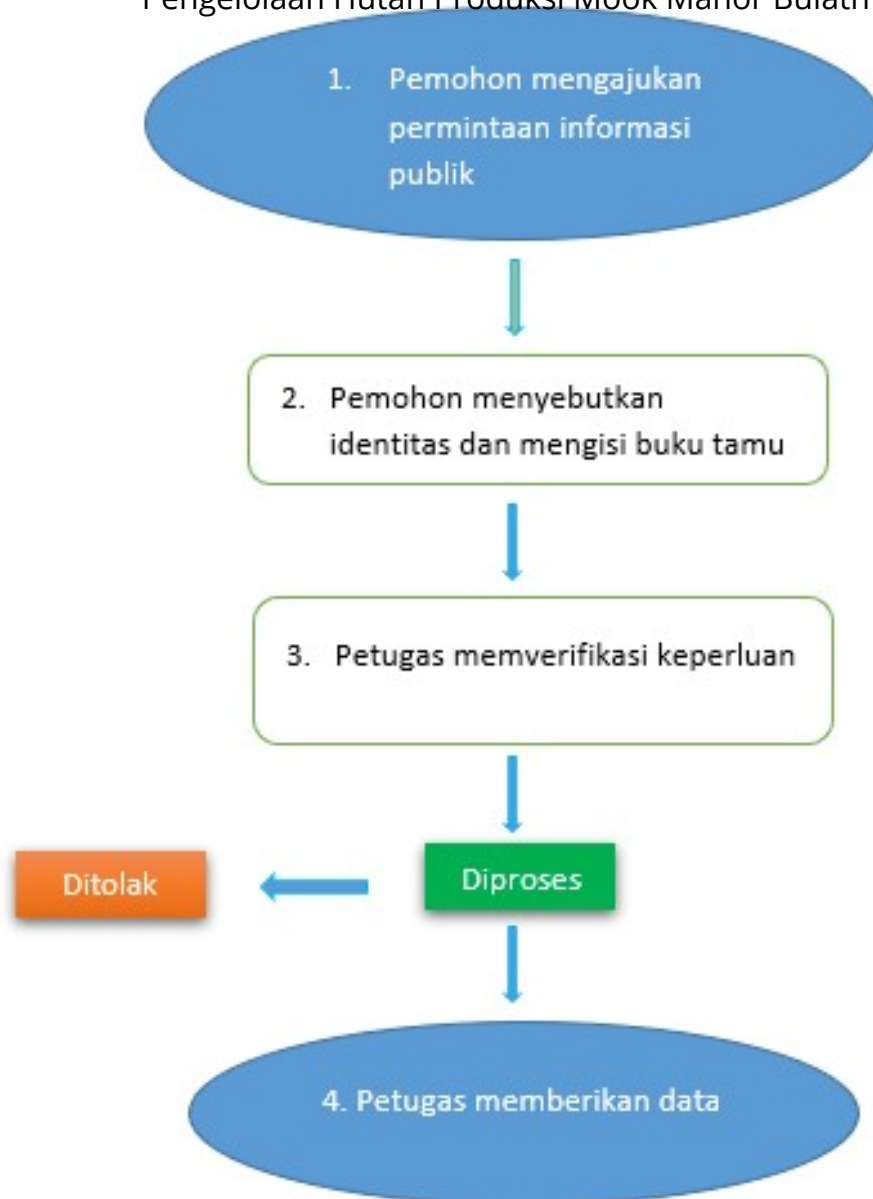 Pengelolaan Hutan Produksi Mook Manor Bulatn
1. Pemohon mengajukan
permintaan informasi
publik
2. Pemohon menyebutkan
identitas dan mengisi buku tamu
3. Petugas memverifikasi keperluan
Diproses
Ditolak
4. Petugas memberikan data